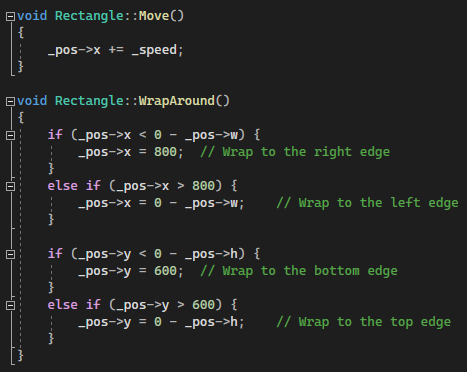 void Rectangle::Move()
{
    _pos->x += _speed;
}

void Rectangle::WrapAround()
{
    if (_pos->x < 0 - _pos->w) {
        _pos->x = 800;  // Wrap to the right edge
    }
    else if (_pos->x > 800) {
        _pos->x = 0 - _pos->w;    // Wrap to the left edge
    }

    if (_pos->y < 0 - _pos->h) {
        _pos->y = 600;  // Wrap to the bottom edge
    }
    else if (_pos->y > 600) {
        _pos->y = 0 - _pos->h;    // Wrap to the top edge
    }
}